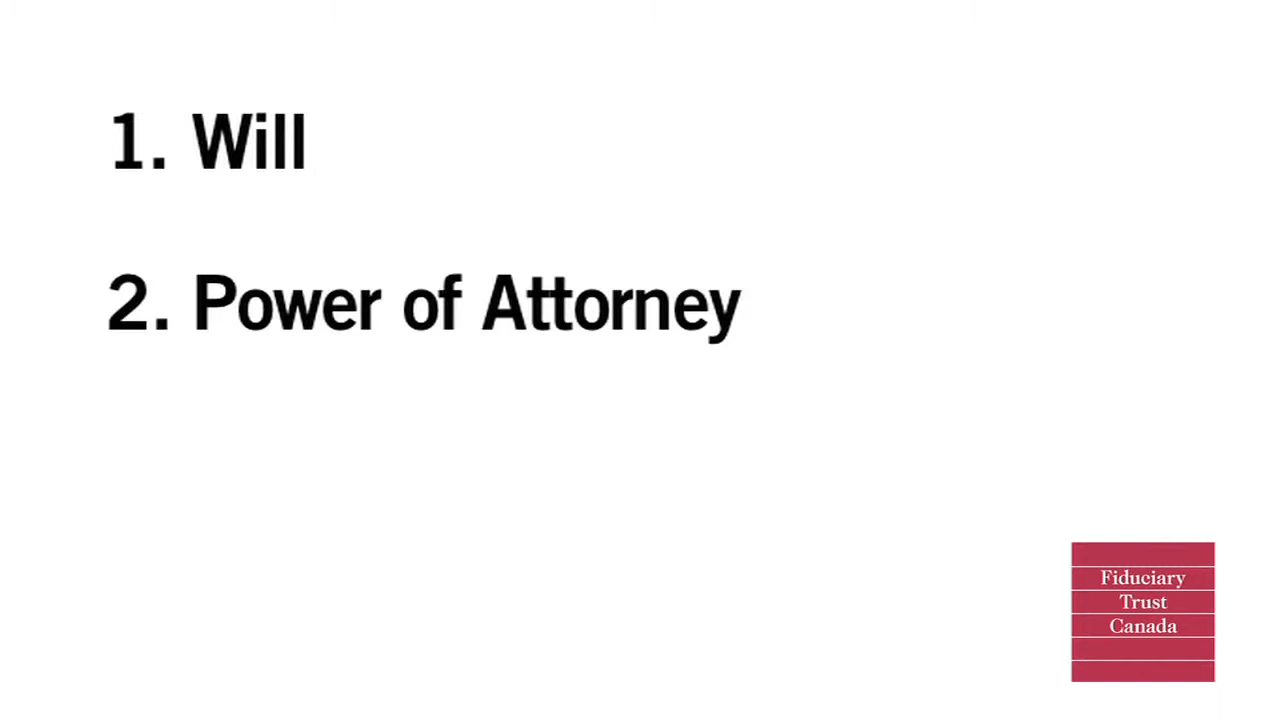 1. Will
2. Power of Attorney
Fiduciary
Trust
Canada